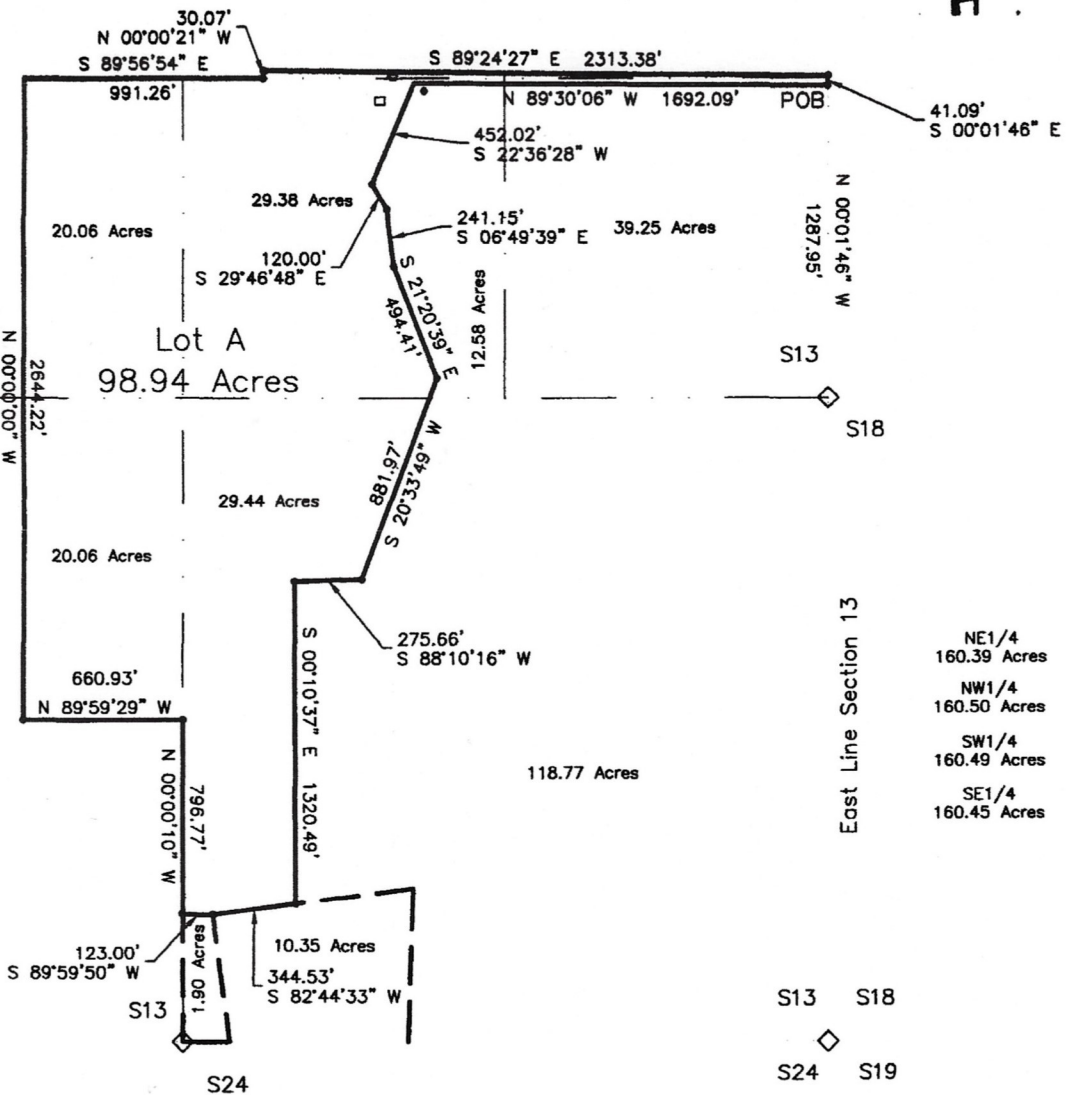 H .
30.07'
N 00°00'21" W
S 89°56'54" E
991.26'
S 89°24'27" E 2313.38'
N 89°30'06" W 1692.09'
POB
41.09'
S 00°01'46" E
452.02'
S 22°36'28" W
29.38 Acres
20.06 Acres
241.15'
S 06°49'39" E
39.25 Acres
N 00°01'46" W
1287.95'
120.00'
S 29°46'48" E
S 21°20'39" E
494.41'
12.58 Acres
Lot A
98.94 Acres
N 00°00'00" W
2644.22'
S13
S18
881.97'
S 20°33'49" W
29.44 Acres
20.06 Acres
275.66'
S 88°10'16" W
660.93'
N 89°59'29" W
S 00°10'37" E 1320.49'
N 00°00'10" W
796.77'
118.77 Acres
East Line Section 13
NE1/4
160.39 Acres
NW1/4
160.50 Acres
SW1/4
160.49 Acres
SE1/4
160.45 Acres
123.00'
S 89°59'50" W
1.90 Acres
10.35 Acres
344.53'
S 82°44'33" W
S13
S24
S13 S18
S24 S19